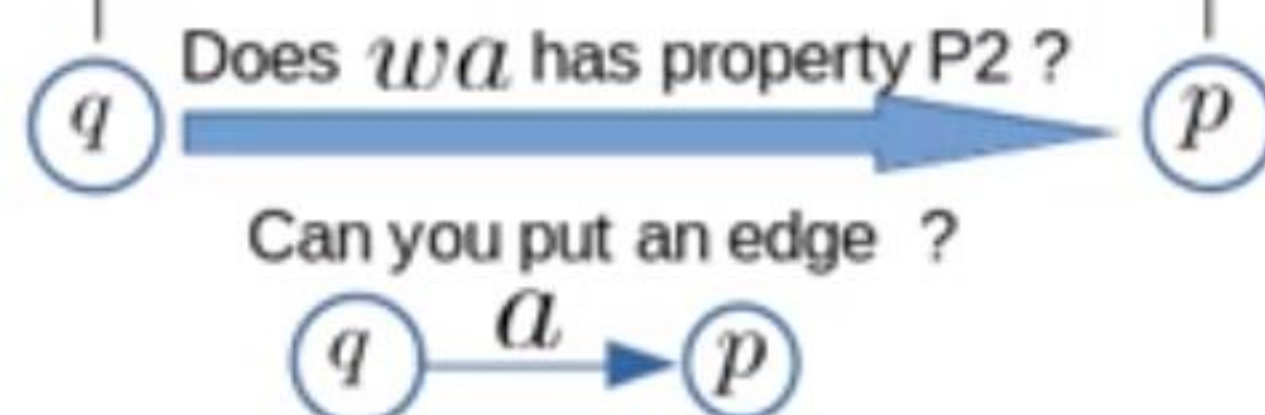 Does wa has property P2 ?
q p
Can you put an edge ?
a
q p